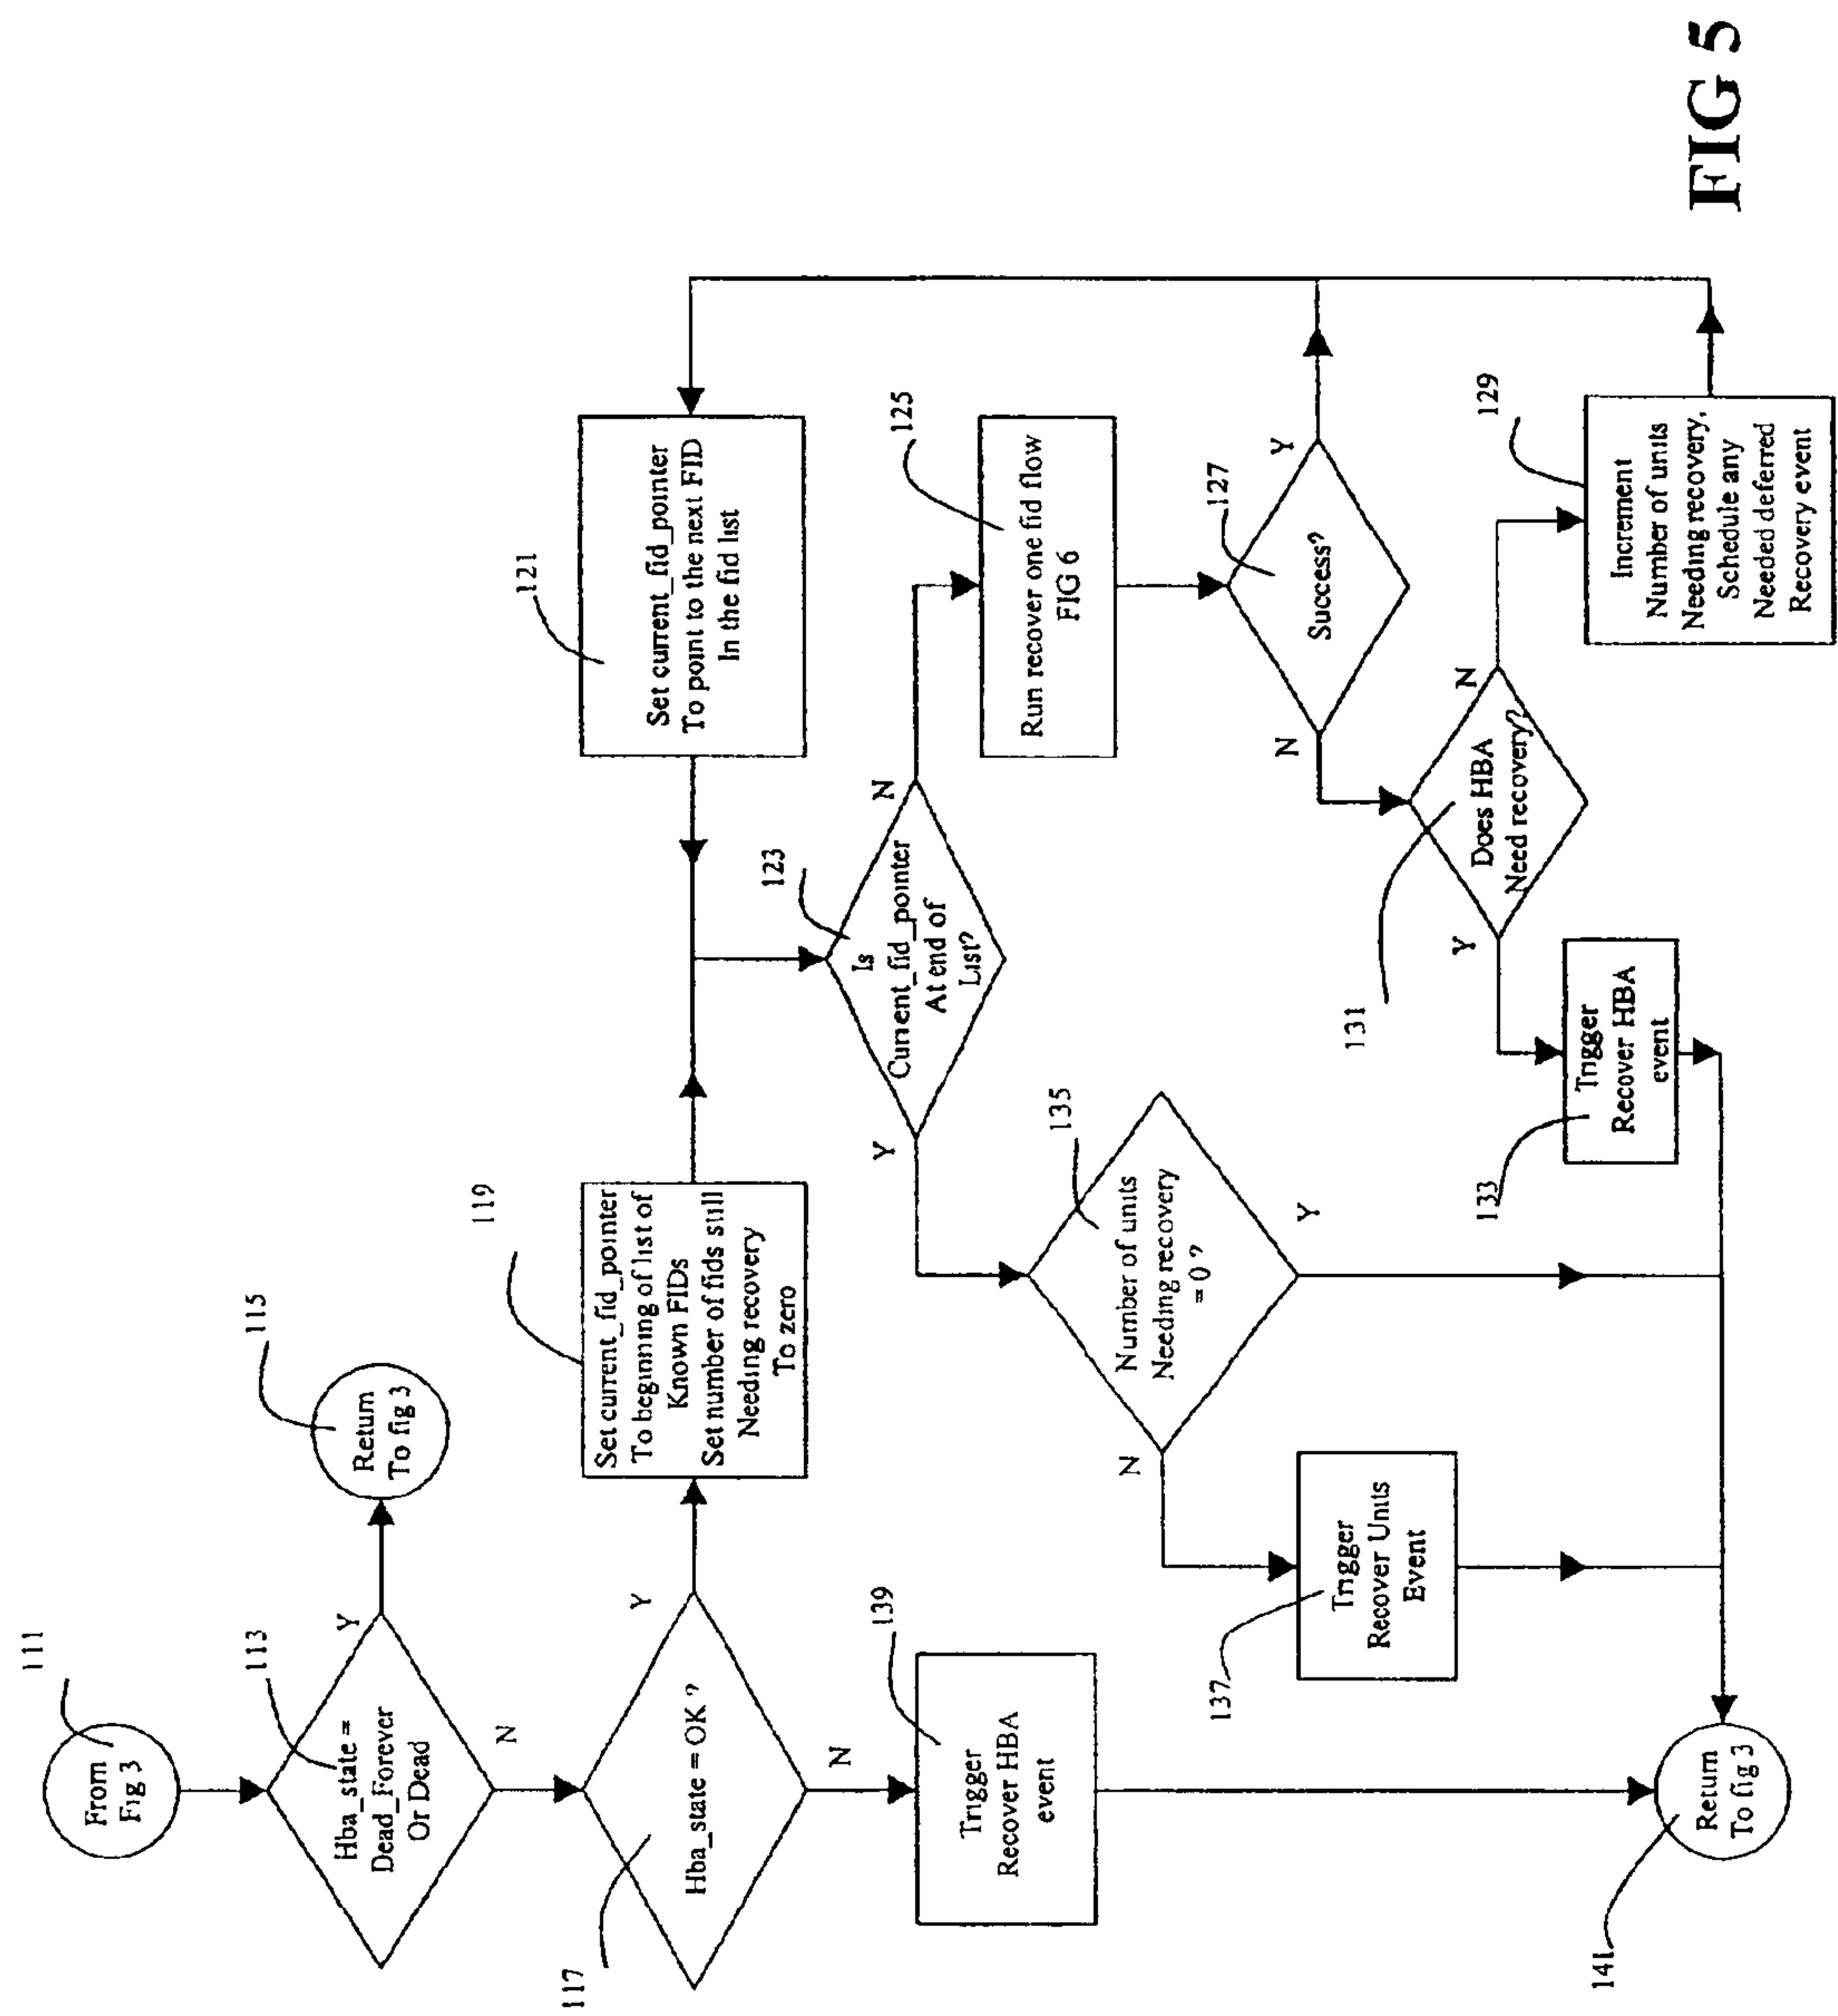 111
From
Fig 3
113
Hba_state =
Dead_Forever
Or Dead
Y
N
115
Return
To fig 3
117
Hba_state = OK ?
Y
N
119
Set current_fid_pointer
To beginning of list of
Known FIDs
Set number of fids still
Needing recovery
To zero
121
Set current_fid_pointer
To point to the next FID
In the fid list
123
Is
Current_fid_pointer
At end of
List?
Y
N
125
Run recover one fid flow
FIG 6
127
Success?
Y
N
131
Does HBA
Need recovery?
Y
N
129
Increment
Number of units
Needing recovery,
Schedule any
Needed deferred
Recovery event
133
Trigger
Recover HBA
event
135
Number of units
Needing recovery
= 0 ?
Y
N
137
Trigger
Recover Units
Event
139
Trigger
Recover HBA
event
141
Return
To fig 3
FIG 5